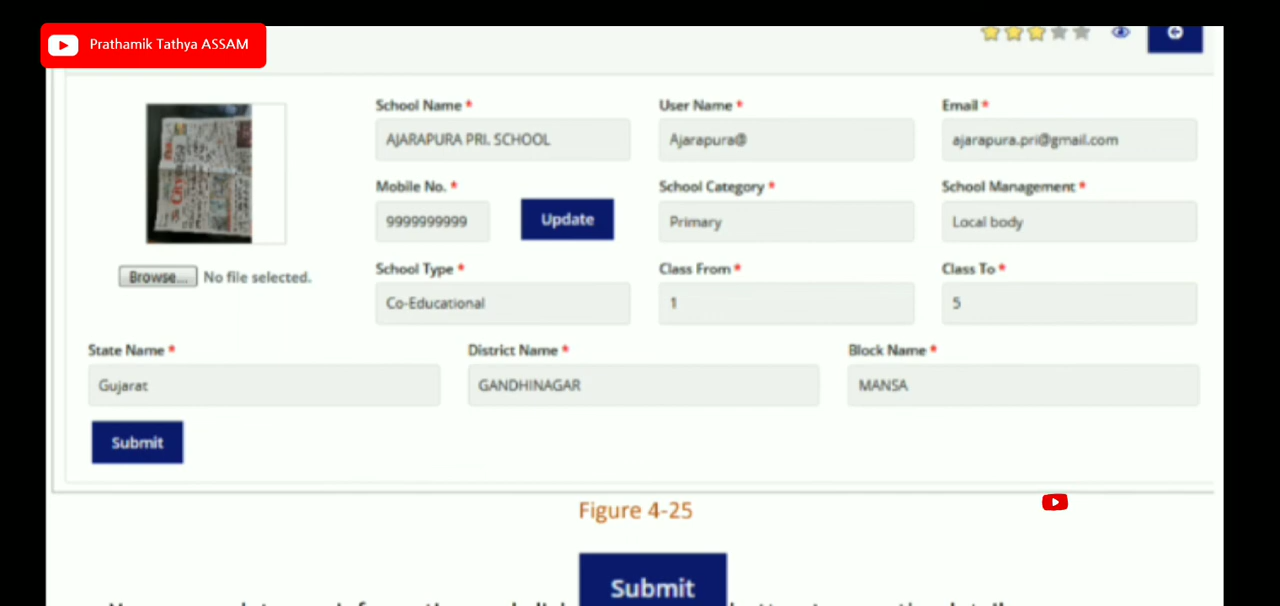 Prathamik Tathya ASSAM
School Name * User Name * Email *
AJARAPURA PRI. SCHOOL Ajarapura@ ajarapura.pri@gmail.com
Mobile No. * School Category * School Management *
9999999999 Update Primary Local body
Browse... No file selected.
School Type * Class From * Class To *
Co-Educational 1 5
State Name * District Name * Block Name *
Gujarat GANDHINAGAR MANSA
Submit
Figure 4-25
Submit